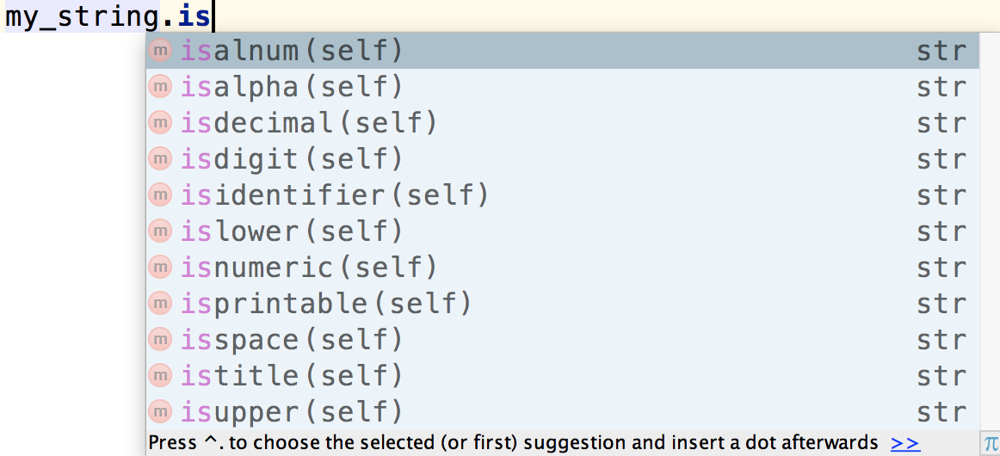 my_string.is
m isalnum(self) str
m isalpha(self) str
m isdecimal(self) str
m isdigit(self) str
m isidentifier(self) str
m islower(self) str
m isnumeric(self) str
m isprintable(self) str
m isspace(self) str
m istitle(self) str
m isupper(self) str
Press ^. to choose the selected (or first) suggestion and insert a dot afterwards >> π